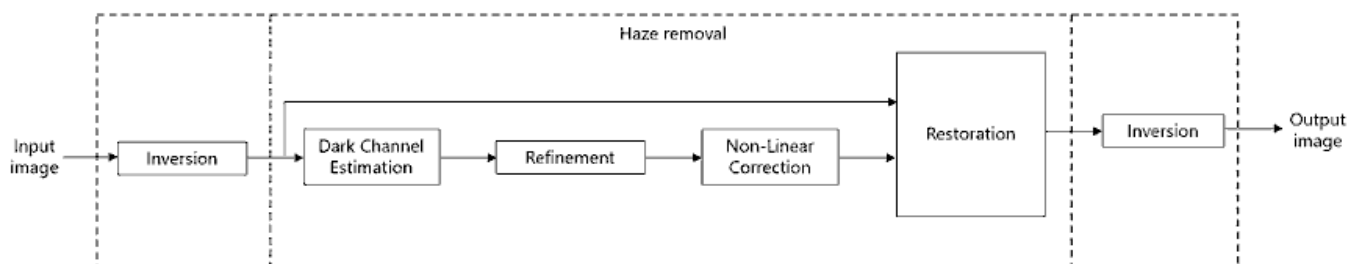 Haze removal
Input
image
Inversion
Dark Channel
Estimation
Refinement
Non-Linear
Correction
Restoration
Inversion
Output
image